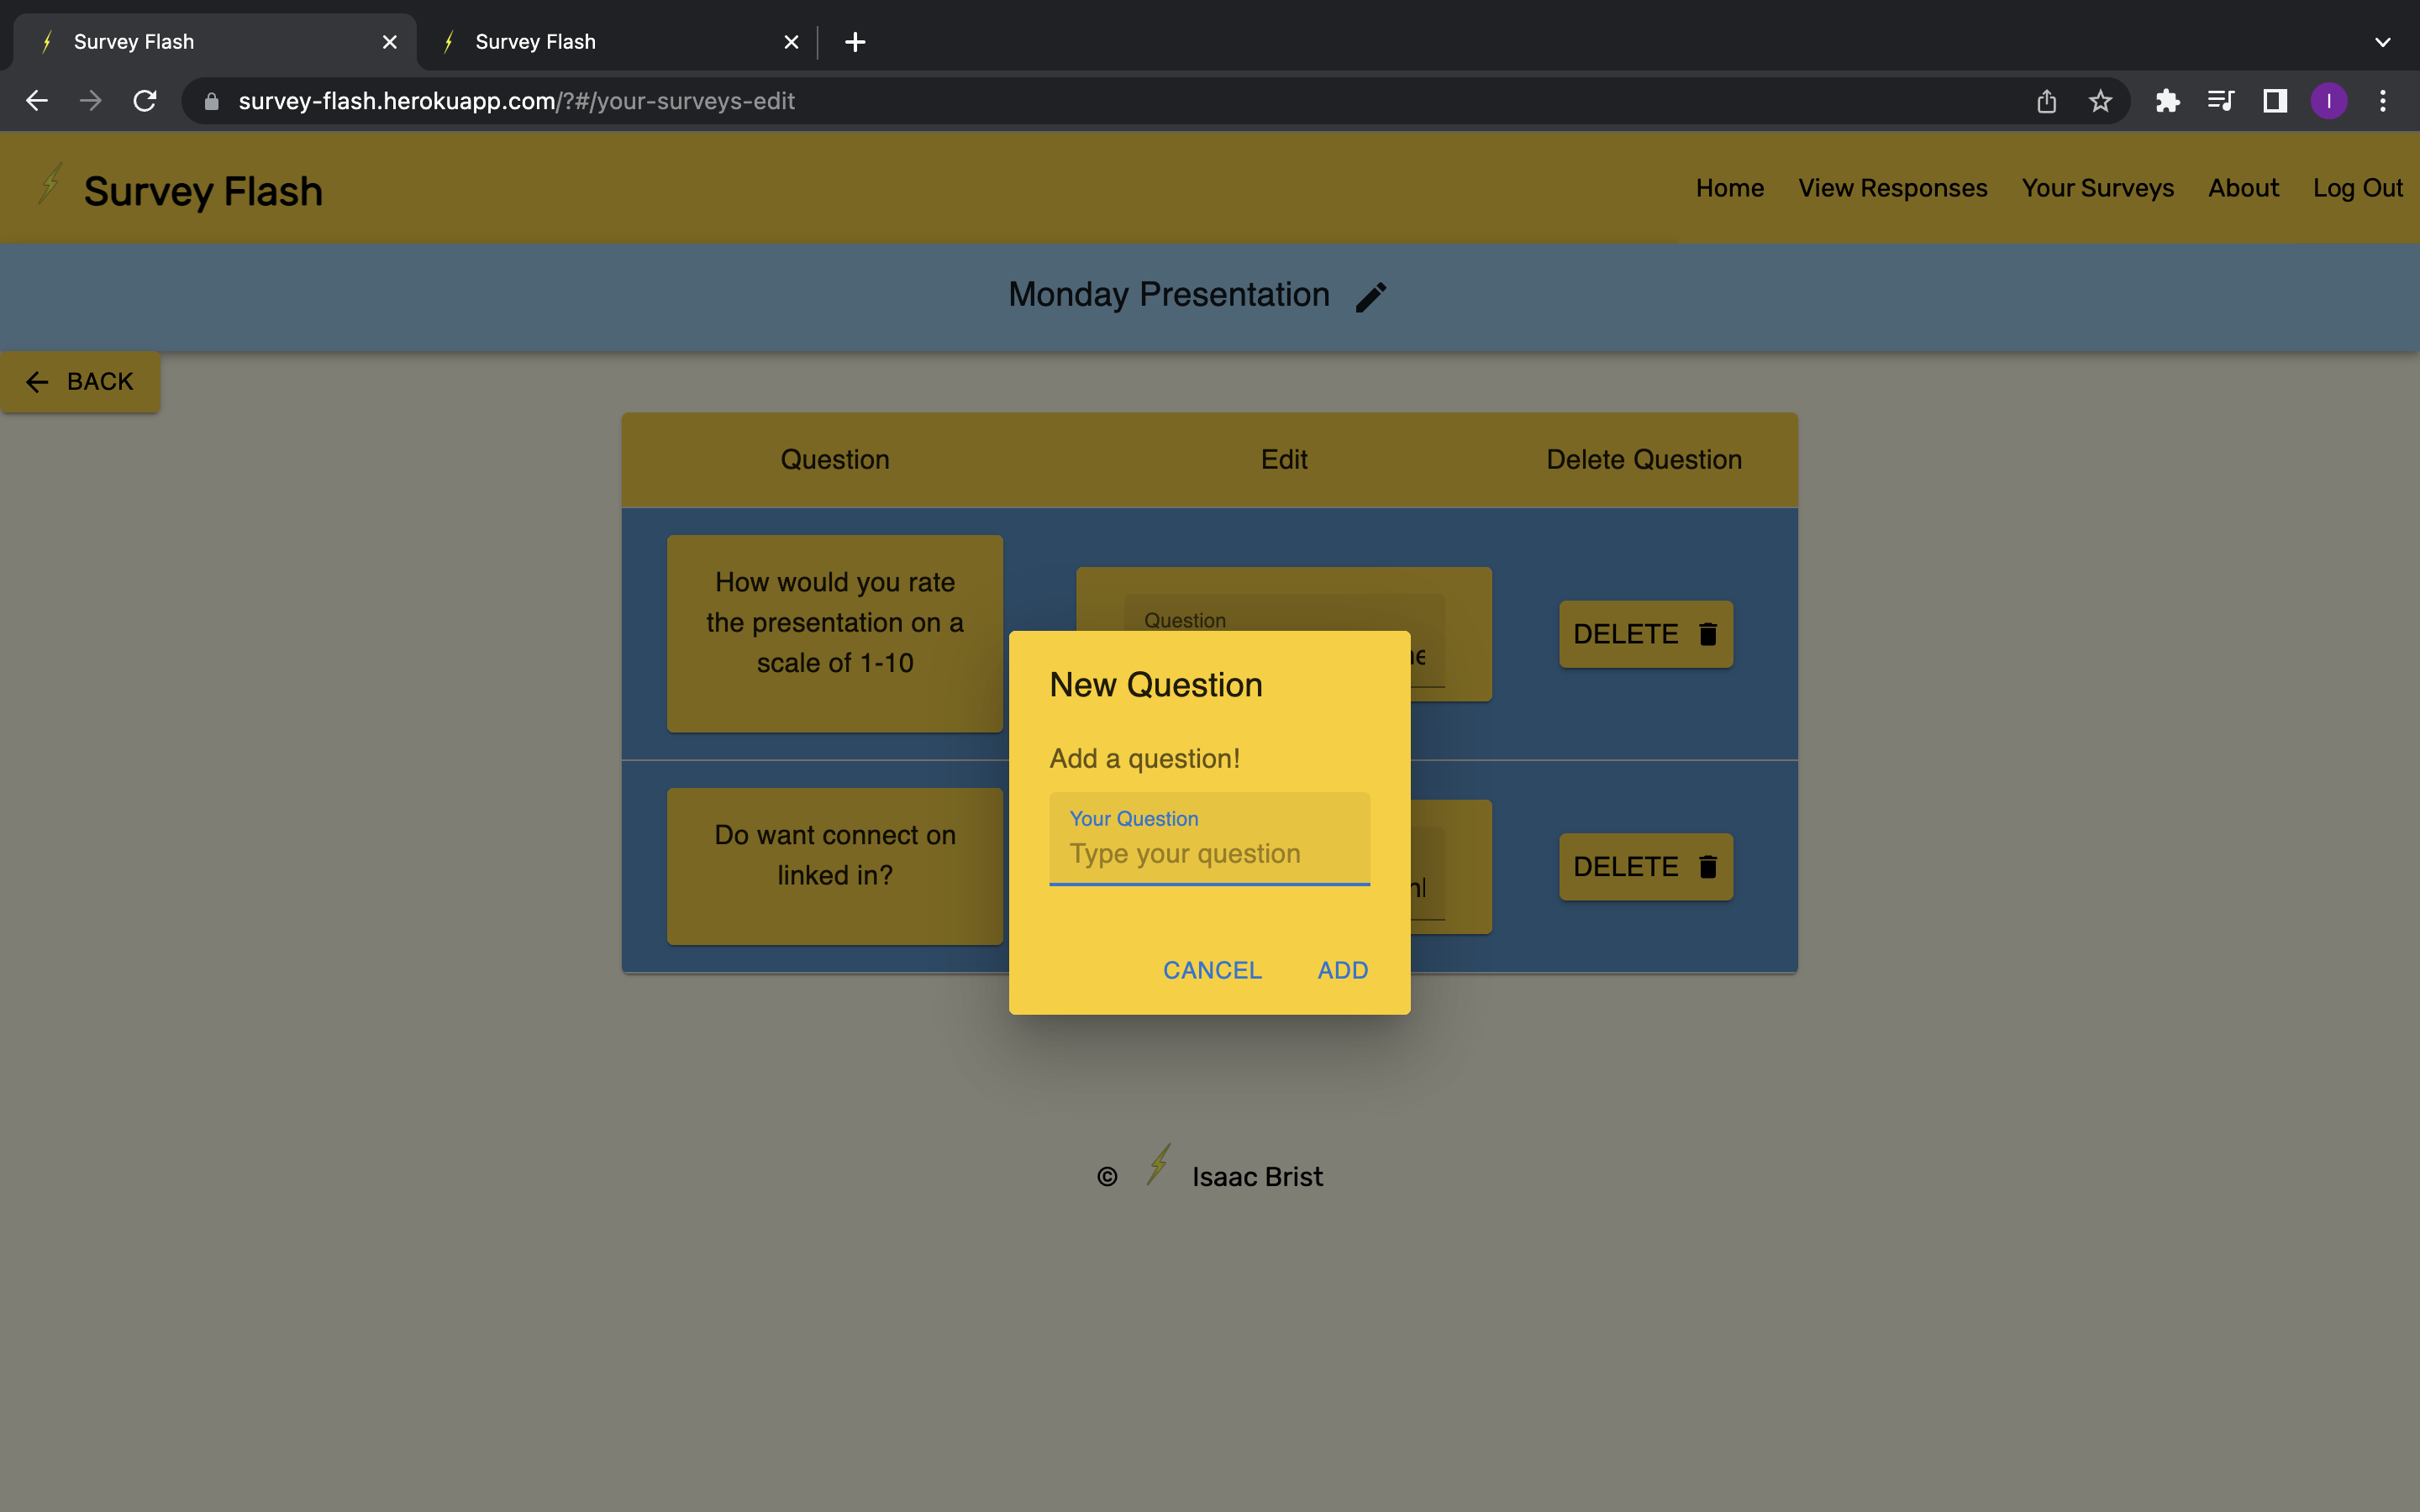 Survey Flash
Survey Flash
survey-flash.herokuapp.com/?#/your-surveys-edit
I
Survey Flash
Home View Responses Your Surveys About Log Out
Monday Presentation
BACK
Question Edit Delete Question
How would you rate
the presentation on a
scale of 1-10
Question
DELETE
New Question
Add a question!
Your Question
Type your question
CANCEL ADD
Do want connect on
linked in?
DELETE
© Isaac Brist